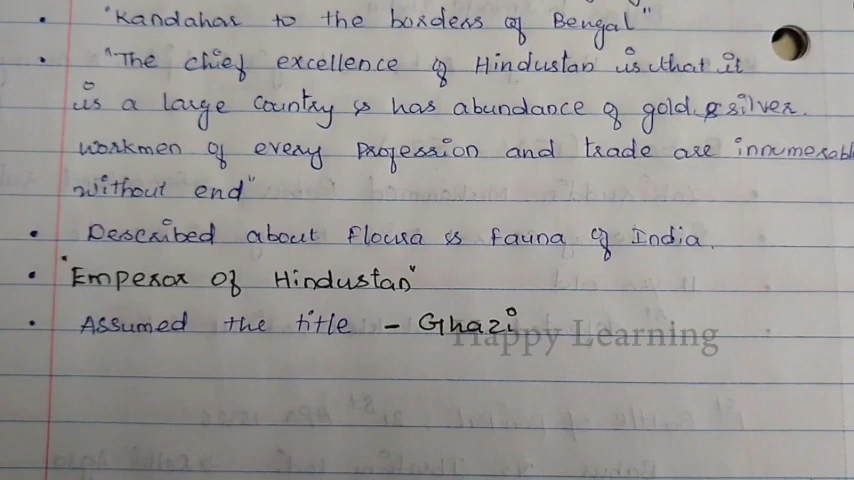 • "Kandahar to the borders of Bengal"
• "The chief excellence of Hindustan is that it
is a large country & has abundance of gold & silver.
Workmen of every profession and trade are innumerabl
without end"
• Described about Floura & fauna of India.
• "Emperor of Hindustan"
• Assumed the title - Ghazi
Happy Learning